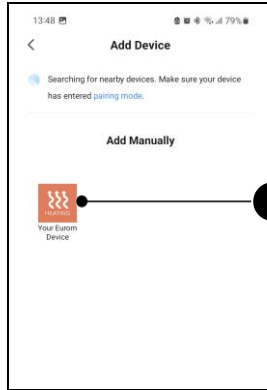 13:48 79%
Add Device
Searching for nearby devices. Make sure your device
has entered pairing mode.
Add Manually
HEATING
Your Eurom
Device